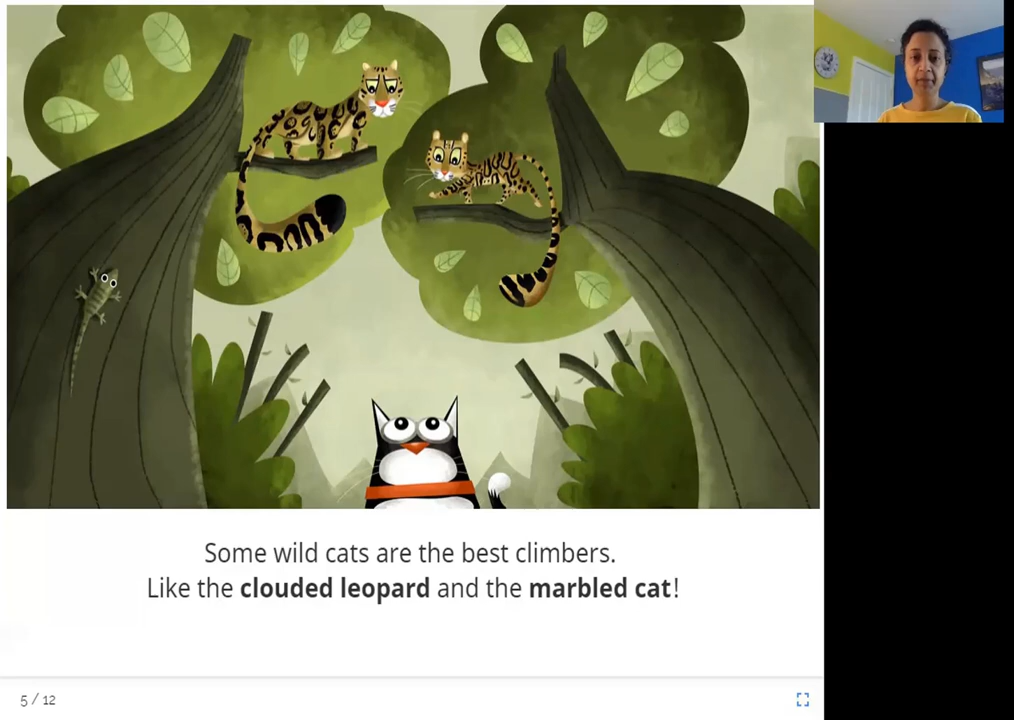 Some wild cats are the best climbers.
Like the clouded leopard and the marbled cat!
5 / 12